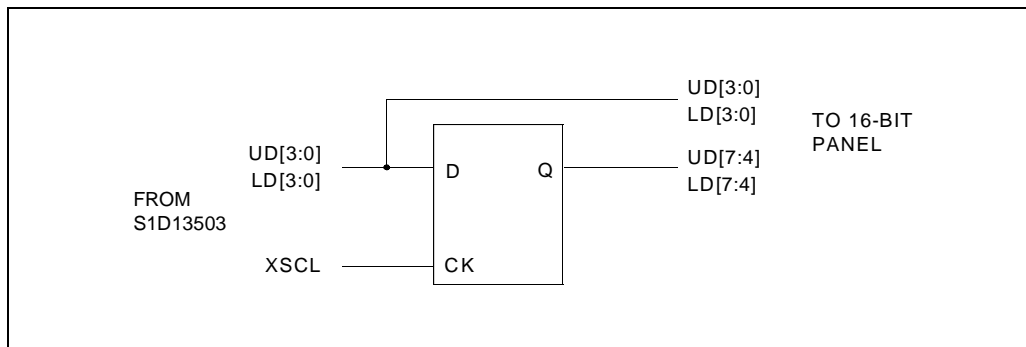 UD[3:0]
LD[3:0]
TO 16-BIT
PANEL
UD[3:0]
LD[3:0]
D
Q
UD[7:4]
LD[7:4]
FROM
S1D13503
XSCL
CK